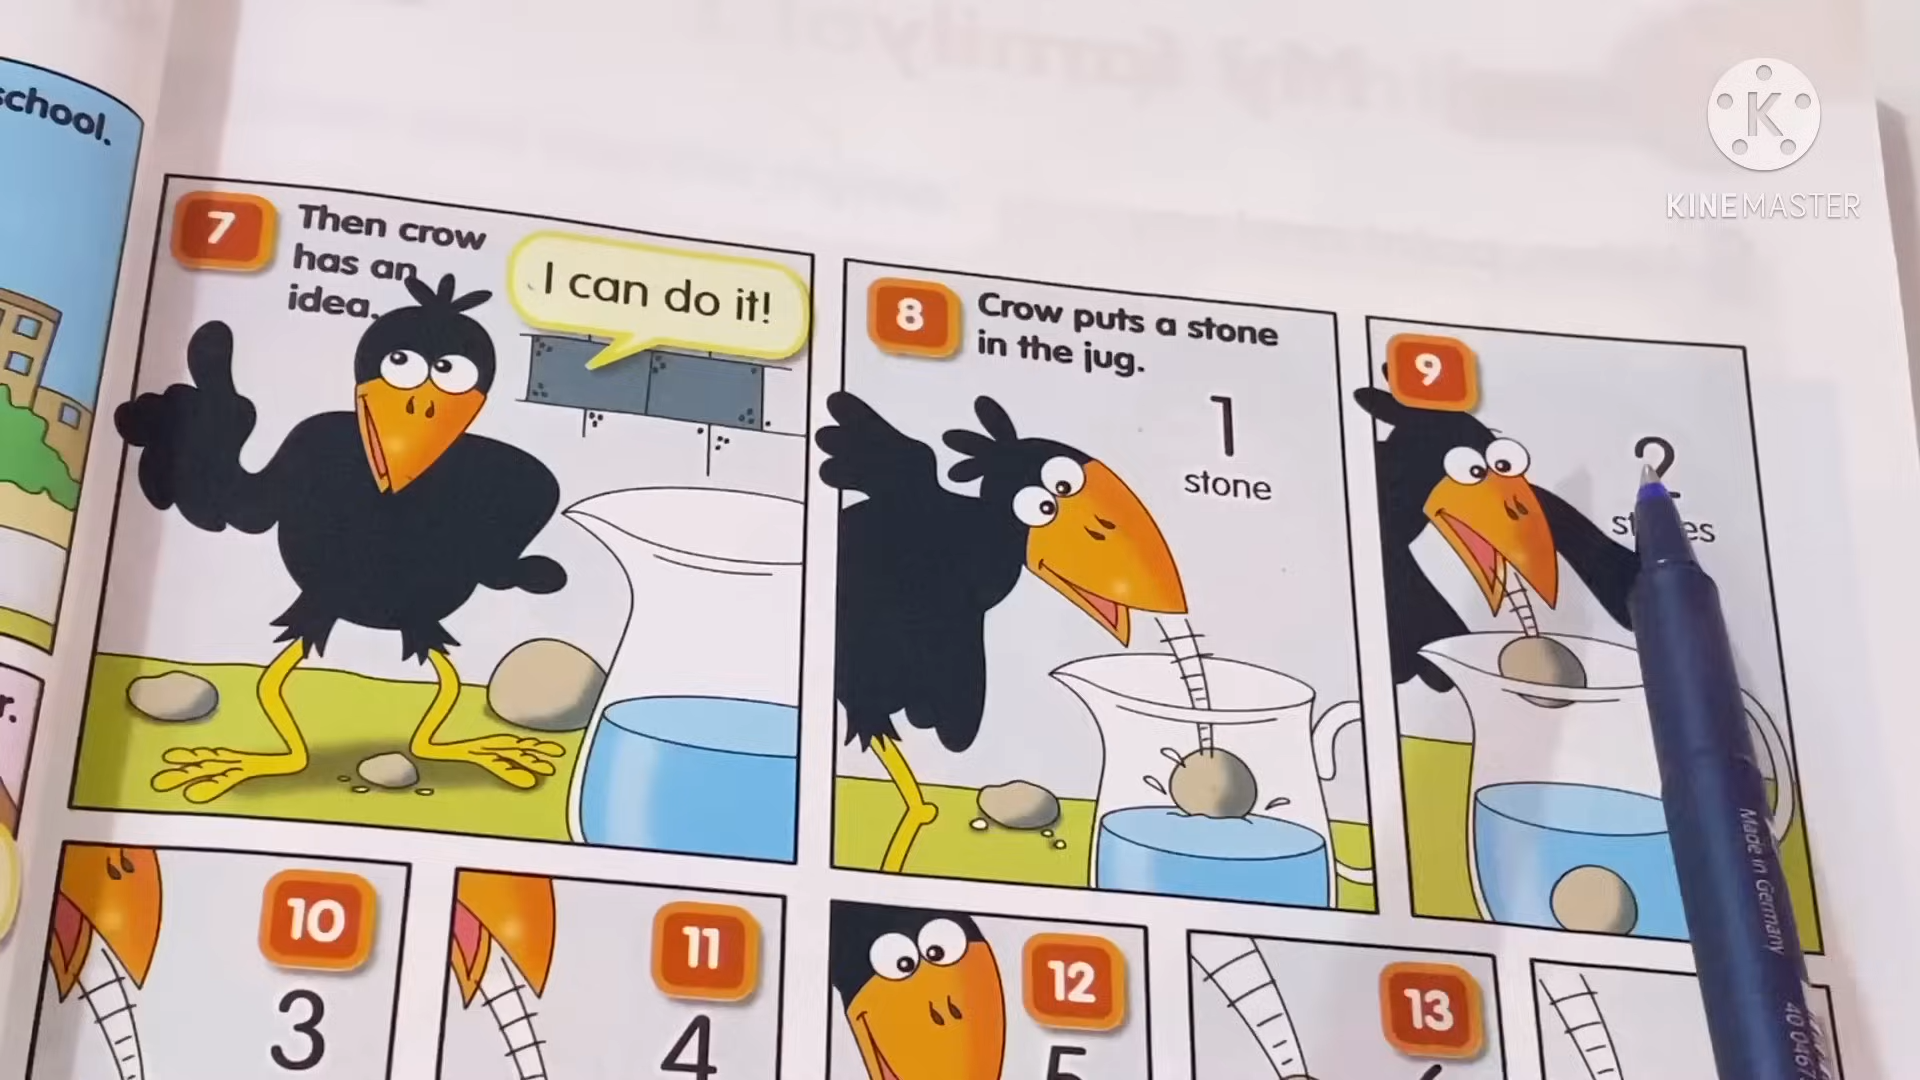 school.
7
Then crow
has an
idea.
I can do it!
8
Crow puts a stone
in the jug.
1
stone
9
2
r.
10
3
11
4
12
5
13
KINEMASTER
K
Made in Germany